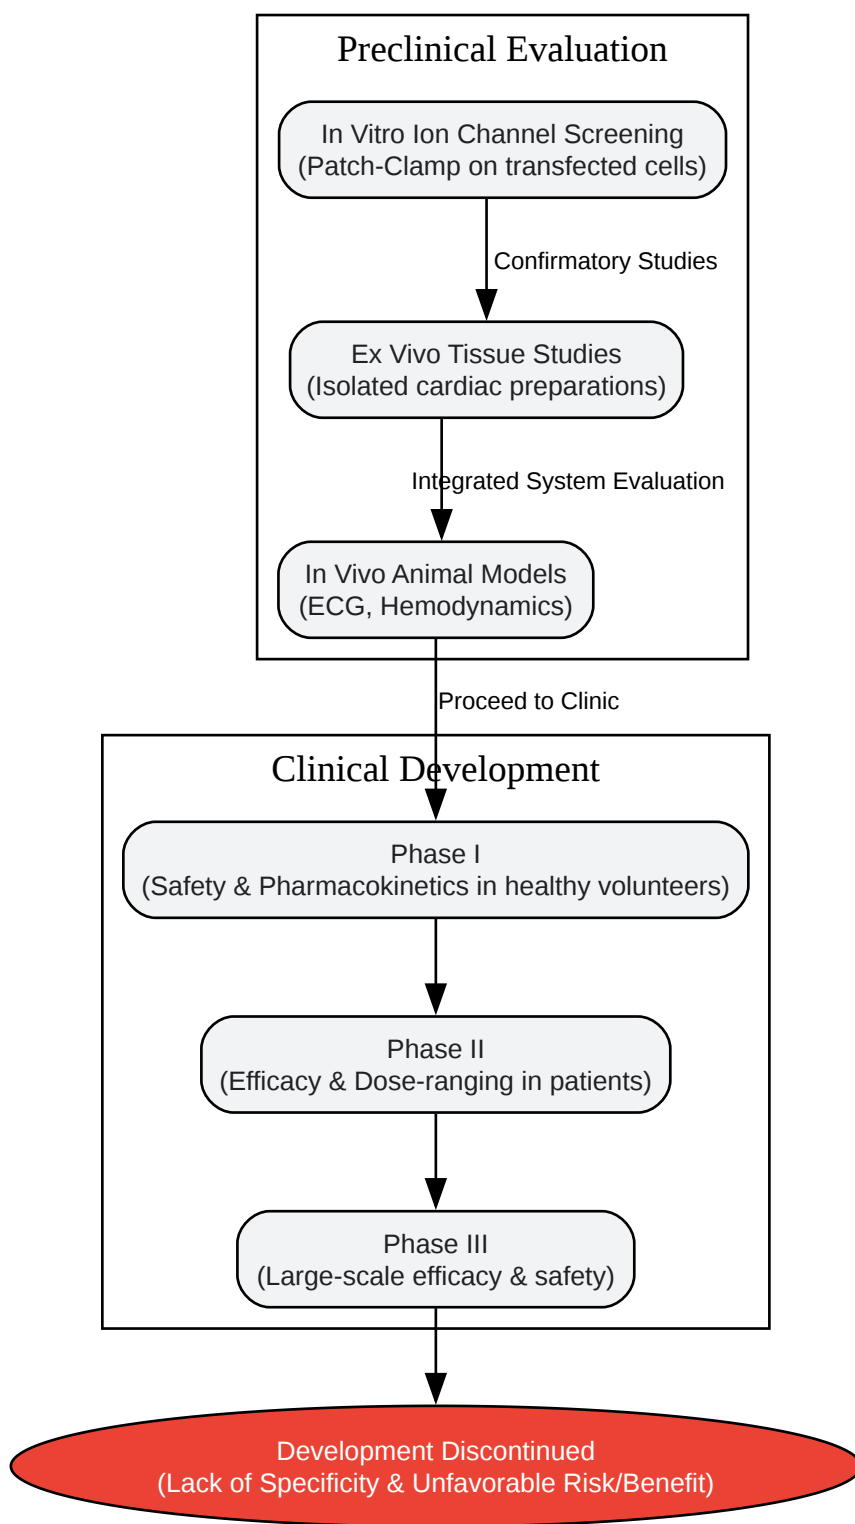 Preclinical Evaluation
In Vitro Ion Channel Screening
(Patch-Clamp on transfected cells)
Confirmatory Studies
Ex Vivo Tissue Studies
(Isolated cardiac preparations)
Integrated System Evaluation
In Vivo Animal Models
(ECG, Hemodynamics)
Proceed to Clinic
Clinical Development
Phase I
(Safety & Pharmacokinetics in healthy volunteers)
Phase II
(Efficacy & Dose-ranging in patients)
Phase III
(Large-scale efficacy & safety)
Development Discontinued
(Lack of Specificity & Unfavorable Risk/Benefit)